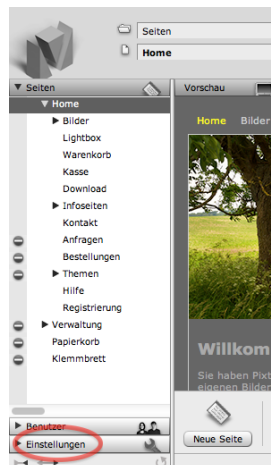 Seiten
Home
Seiten
Vorschau
Home
Home Bilder
Bilder
Lightbox
Warenkorb
Kasse
Download
Infoseiten
Kontakt
Anfragen
Bestellungen
Themen
Hilfe
Registrierung
Verwaltung
Papierkorb
Klemmbrett
Willkom
Sie haben Pixt
eigenen Bilder
Benutzer
Einstellungen
Neue Seite